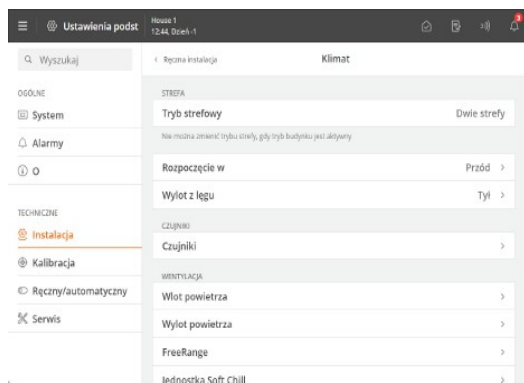 Ustawienia podst
House 1
12:44, Dzień -1
3
Wyszukaj
Ręczna instalacja
Klimat
OGÓLNE
System
Alarmy
O
TECHNICZNE
Instalacja
Kalibracja
Ręczny/automatyczny
Serwis
STREFA
Tryb strefowy Dwie strefy
Nie można zmienić trybu strefy, gdy tryb budynku jest aktywny
Rozpoczęcie w Przód
Wylot z lęgu Tył
CZUJNIKI
Czujniki
WENTYLACJA
Wlot powietrza
Wylot powietrza
FreeRange
Jednostka Soft Chill